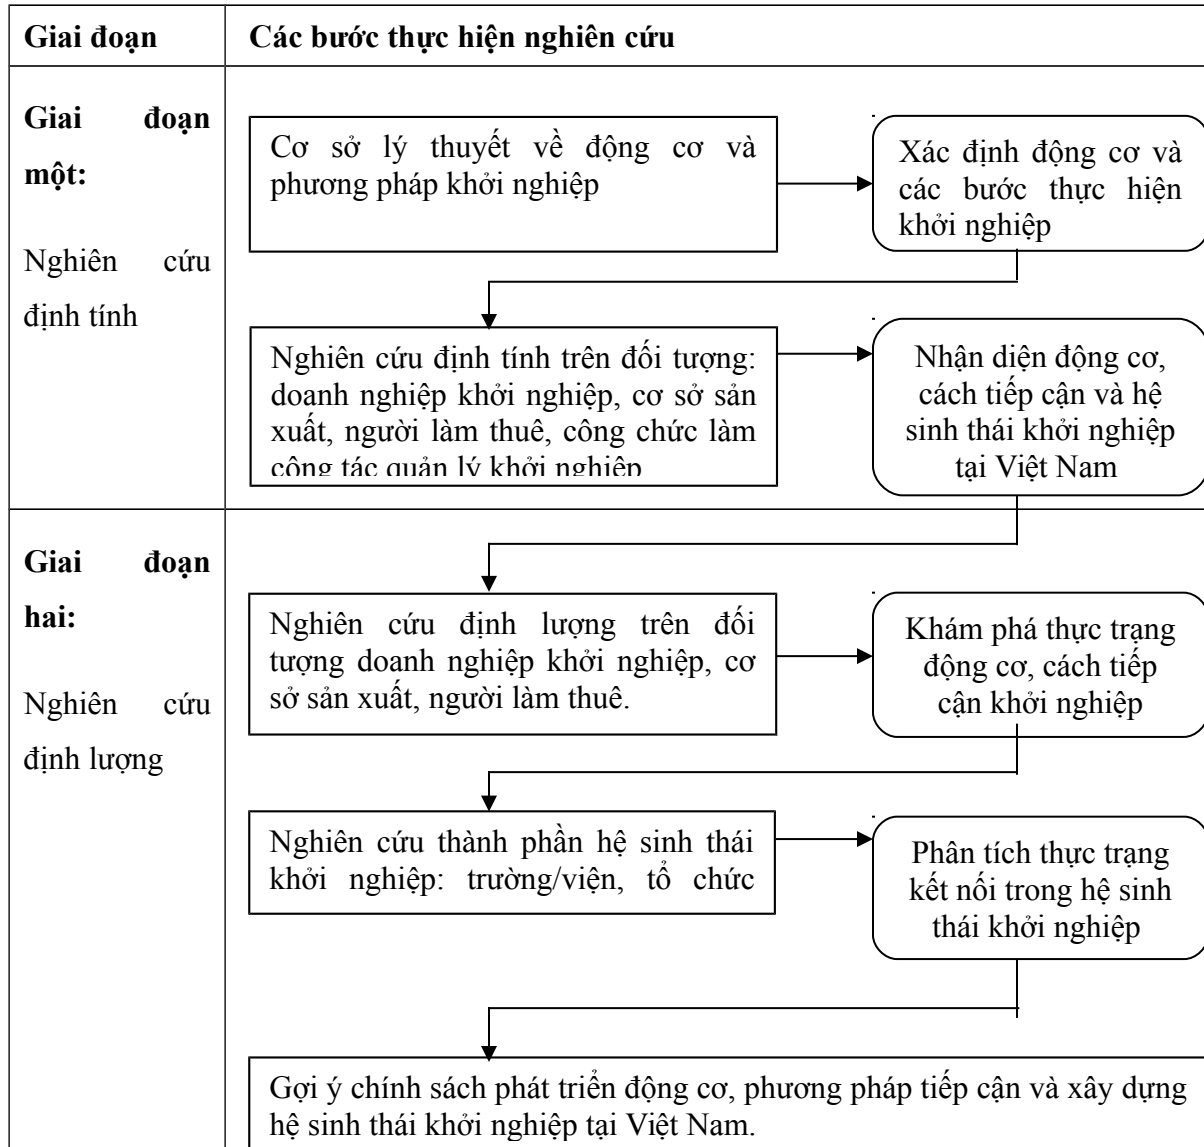 Giai đoạn
Các bước thực hiện nghiên cứu
Giai đoạn
một:
Nghiên cứu
định tính
Cơ sở lý thuyết về động cơ và
phương pháp khởi nghiệp
Xác định động cơ và
các bước thực hiện
khởi nghiệp
Nghiên cứu định tính trên đối tượng:
doanh nghiệp khởi nghiệp, cơ sở sản
xuất, người làm thuê, công chức làm
công tác quản lý khởi nghiệp
Nhận diện động cơ,
cách tiếp cận và hệ
sinh thái khởi nghiệp
tại Việt Nam
Giai đoạn
hai:
Nghiên cứu
định lượng
Nghiên cứu định lượng trên đối
tượng doanh nghiệp khởi nghiệp, cơ
sở sản xuất, người làm thuê.
Khám phá thực trạng
động cơ, cách tiếp
cận khởi nghiệp
Nghiên cứu thành phần hệ sinh thái
khởi nghiệp: trường/viện, tổ chức
Phân tích thực trạng
kết nối trong hệ sinh
thái khởi nghiệp
Gợi ý chính sách phát triển động cơ, phương pháp tiếp cận và xây dựng
hệ sinh thái khởi nghiệp tại Việt Nam.